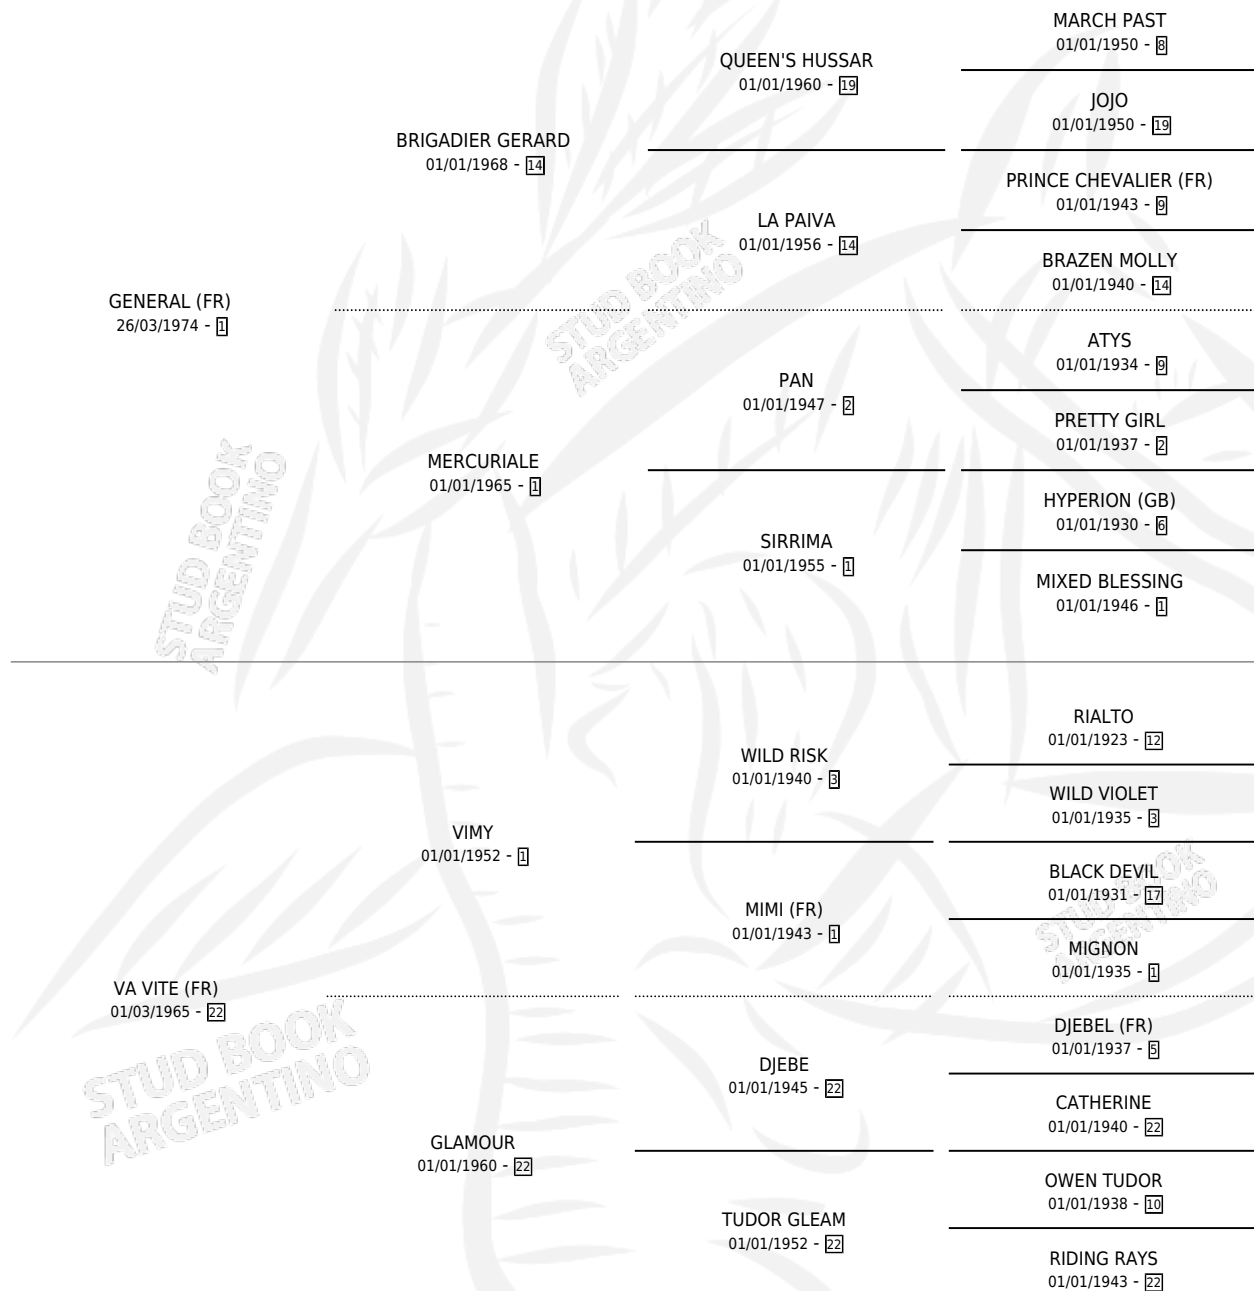 MARCH PAST
01/01/1950 - 8
QUEEN'S HUSSAR
01/01/1960 - 19
JOJO
01/01/1950 - 19
BRIGADIER GERARD
01/01/1968 - 14
PRINCE CHEVALIER (FR)
01/01/1943 - 9
LA PAIVA
01/01/1956 - 14
BRAZEN MOLLY
01/01/1940 - 14
GENERAL (FR)
26/03/1974 - 1
ATYS
01/01/1934 - 9
PAN
01/01/1947 - 2
PRETTY GIRL
01/01/1937 - 2
MERCURIALE
01/01/1965 - 1
HYPERION (GB)
01/01/1930 - 6
SIRRIMA
01/01/1955 - 1
MIXED BLESSING
01/01/1946 - 1
RIALTO
01/01/1923 - 12
WILD RISK
01/01/1940 - 3
WILD VIOLET
01/01/1935 - 3
VIMY
01/01/1952 - 1
BLACK DEVIL
01/01/1931 - 17
MIMI (FR)
01/01/1943 - 1
MIGNON
01/01/1935 - 1
VA VITE (FR)
01/03/1965 - 22
DJEBEL (FR)
01/01/1937 - 5
DJEBE
01/01/1945 - 22
CATHERINE
01/01/1940 - 22
GLAMOUR
01/01/1960 - 22
OWEN TUDOR
01/01/1938 - 10
TUDOR GLEAM
01/01/1952 - 22
RIDING RAYS
01/01/1943 - 22
STUD BOOK
ARGENTINO
STUD BOOK
ARGENTINO
STUD BOOK
ARGENTINO
STUD BOOK
ARGENTINO